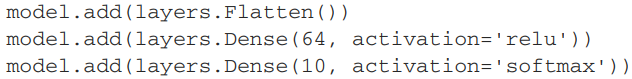 model.add(layers.Flatten())
model.add(layers.Dense(64, activation='relu'))
model.add(layers.Dense(10, activation='softmax'))